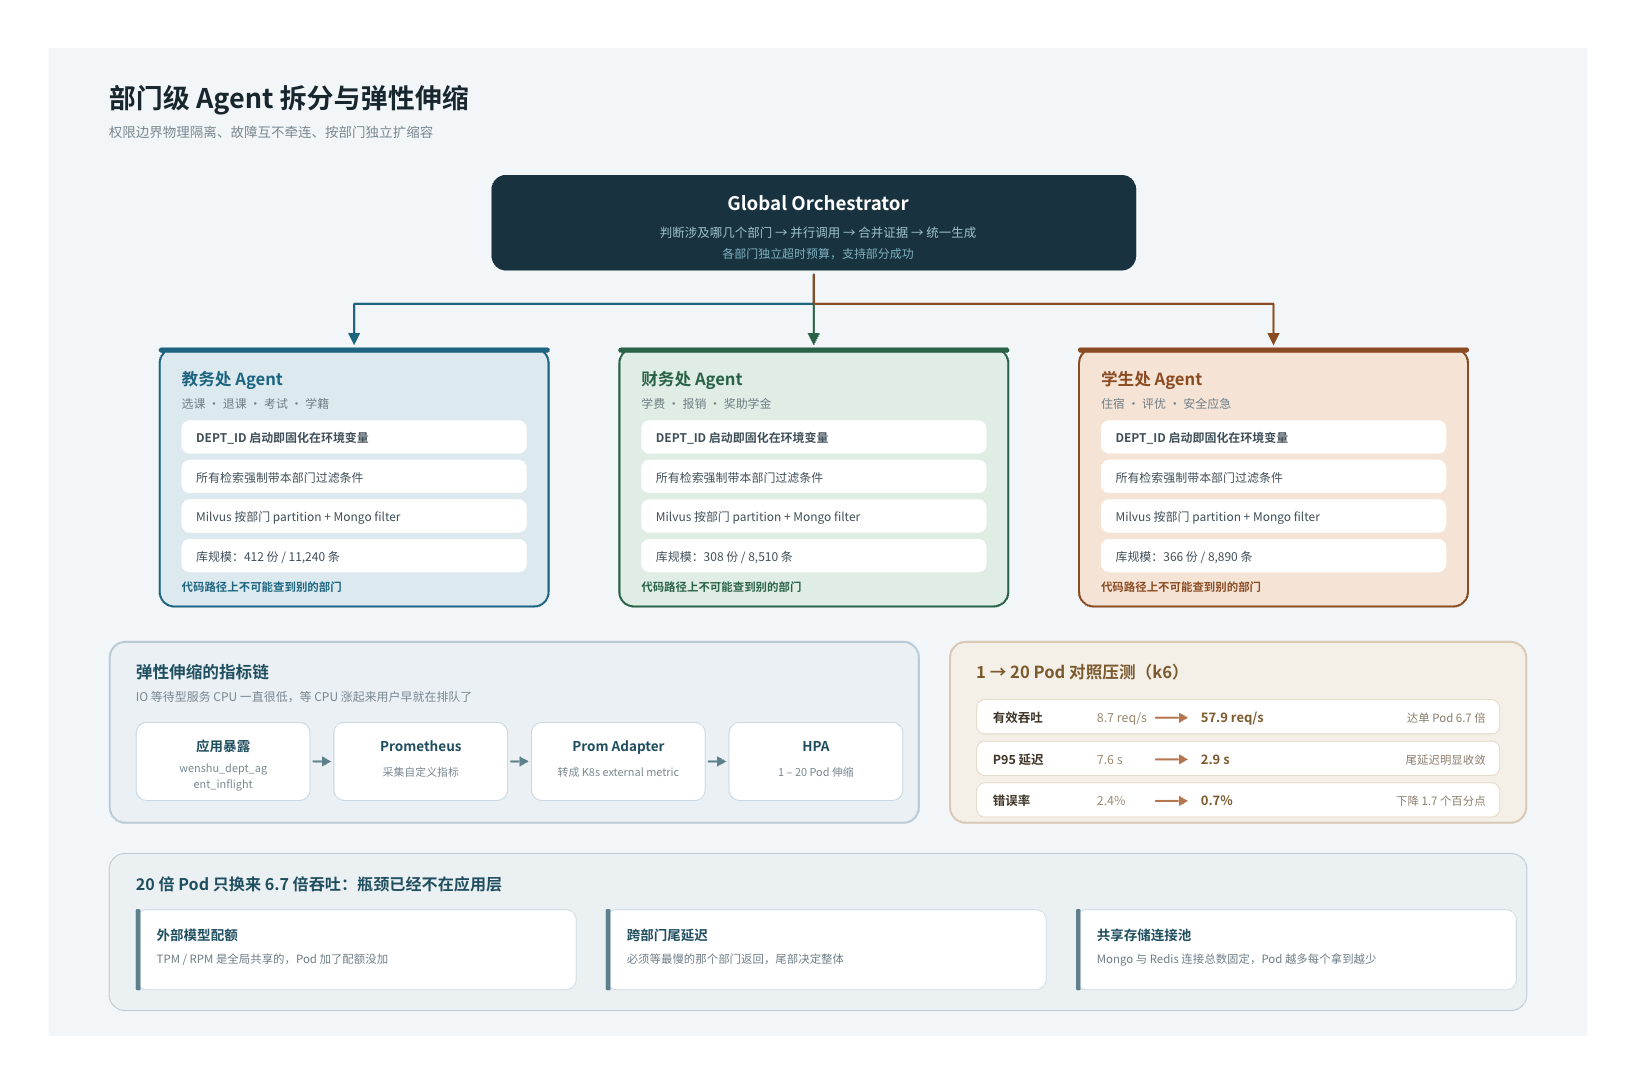 部门级 Agent 拆分与弹性伸缩
权限边界物理隔离、故障互不牵连、按部门独立扩缩容
Global Orchestrator
判断涉及哪几个部门 → 并行调用 → 合并证据 → 统一生成
各部门独立超时预算，支持部分成功
教务处 Agent
选课 · 退课 · 考试 · 学籍
DEPT_ID 启动即固化在环境变量
所有检索强制带本部门过滤条件
Milvus 按部门 partition + Mongo filter
库规模：412 份 / 11,240 条
代码路径上不可能查到别的部门
财务处 Agent
学费 · 报销 · 奖助学金
DEPT_ID 启动即固化在环境变量
所有检索强制带本部门过滤条件
Milvus 按部门 partition + Mongo filter
库规模：308 份 / 8,510 条
代码路径上不可能查到别的部门
学生处 Agent
住宿 · 评优 · 安全应急
DEPT_ID 启动即固化在环境变量
所有检索强制带本部门过滤条件
Milvus 按部门 partition + Mongo filter
库规模：366 份 / 8,890 条
代码路径上不可能查到别的部门
弹性伸缩的指标链
IO 等待型服务 CPU 一直很低，等 CPU 涨起来用户早就在排队了
应用暴露
wenshu_dept_ag
ent_inflight
Prometheus
采集自定义指标
Prom Adapter
转成 K8s external metric
HPA
1 – 20 Pod 伸缩
1 → 20 Pod 对照压测（k6）
有效吞吐 8.7 req/s 57.9 req/s 达单 Pod 6.7 倍
P95 延迟 7.6 s 2.9 s 尾延迟明显收敛
错误率 2.4% 0.7% 下降 1.7 个百分点
20 倍 Pod 只换来 6.7 倍吞吐：瓶颈已经不在应用层
外部模型配额
TPM / RPM 是全局共享的，Pod 加了配额没加
跨部门尾延迟
必须等最慢的那个部门返回，尾部决定整体
共享存储连接池
Mongo 与 Redis 连接总数固定，Pod 越多每个拿到越少